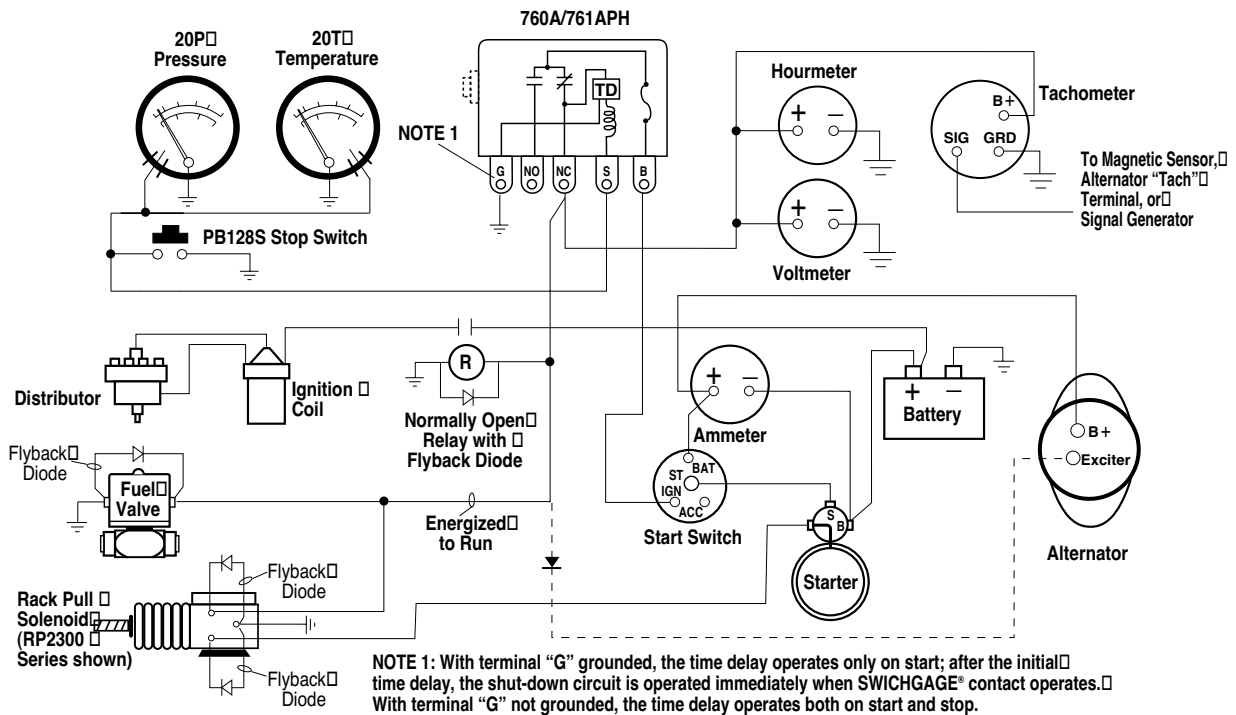 760A/761APH
20P
Pressure
20T
Temperature
TD
NOTE 1
G NO NC S B
Hourmeter
+ −
Tachometer
B+
SIG GRD
To Magnetic Sensor,
Alternator “Tach”
Terminal, or
Signal Generator
+ −
Voltmeter
PB128S Stop Switch
Distributor
Ignition
Coil
R
Normally Open
Relay with
Flyback Diode
+ −
Ammeter
+ −
Battery
B+
Exciter
Alternator
ST BAT
IGN
ACC
Start Switch
S
B
Starter
Flyback
Diode
Fuel
Valve
Energized
to Run
Flyback
Diode
Rack Pull
Solenoid
(RP2300
Series shown)
Flyback
Diode
NOTE 1: With terminal “G” grounded, the time delay operates only on start; after the initial
time delay, the shut-down circuit is operated immediately when SWICHGAGE® contact operates.
With terminal “G” not grounded, the time delay operates both on start and stop.